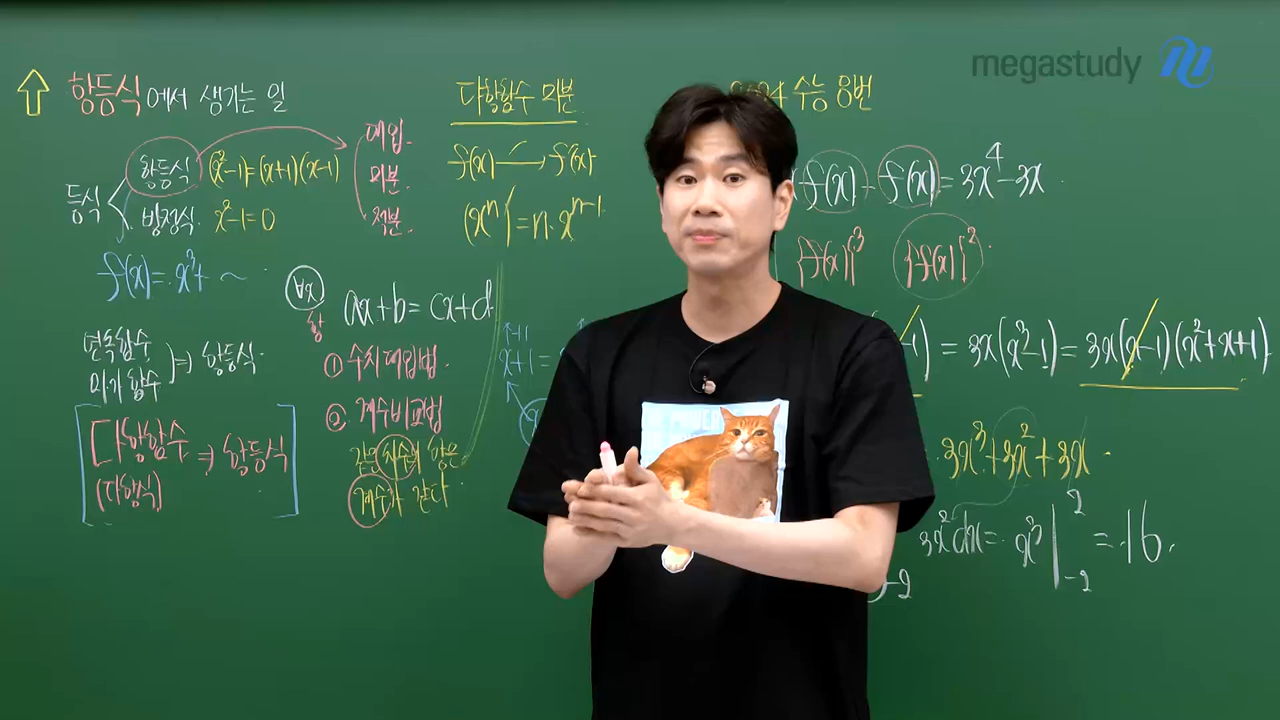 megastudy
항등식에서 생기는 일
등식
항등식 (x²-1)=(x+1)(x-1)
방정식. x²-1=0
대입.
미분.
적분.
f(x)= x³+ ~
연속함수
미가함수
)⇒ 항등식.
다항함수
(다항식)
⇒ 항등식
∀x
항
ax+b=cx+d
① 수치대입법.
② 계수비교법
같은 차수의 항은
계수가 같다
다항함수 미분
f(x) → f'(x)
(xⁿ)'=n·xⁿ⁻¹
x+1 =
수능 8번
f(x) - f(x) = 3x⁴-3x
{f(x)}³ {f(x)}²
-1) = 3x(x³-1) = 3x(x-1)(x²+x+1)
3x³+3x²+3x
3x²dx = x³ |
2
-2
= 16.
-2